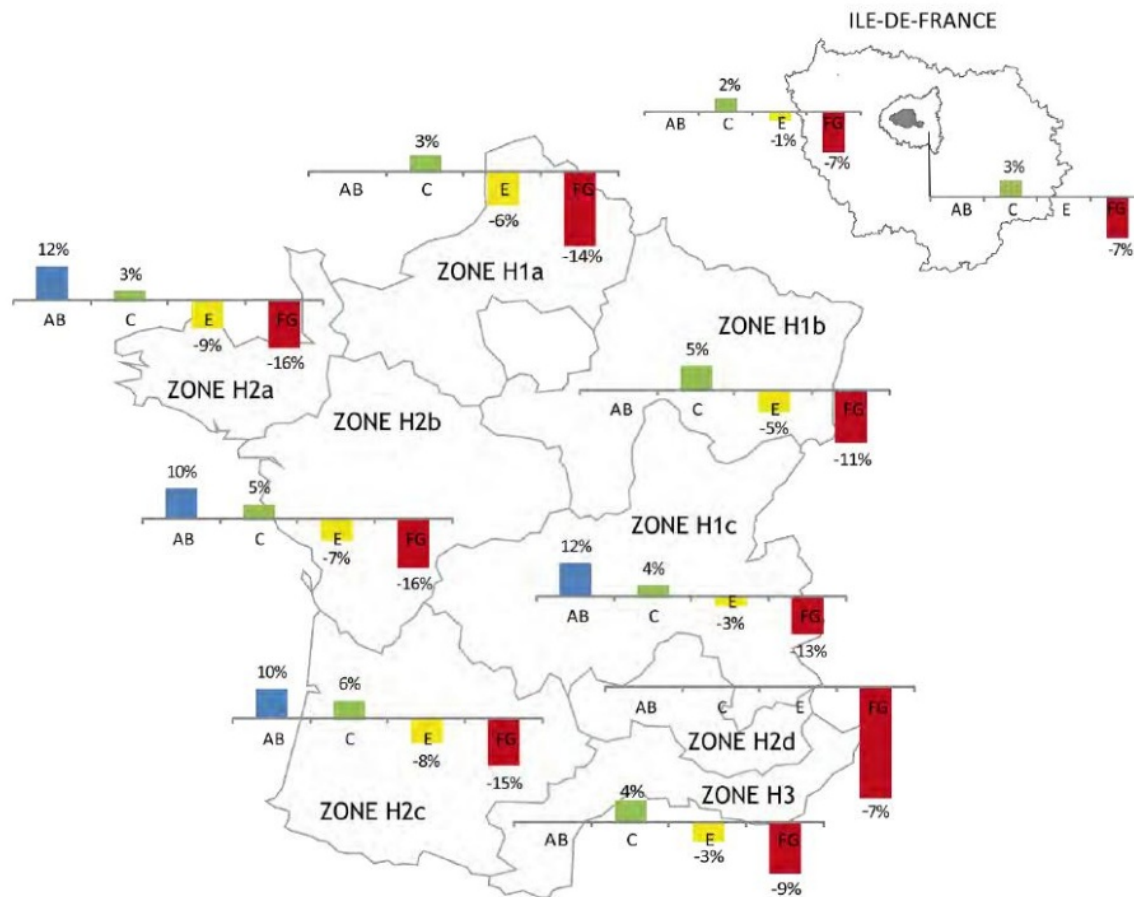 ILE-DE-FRANCE
2%
AB C E FG
-1%
-7%
3%
AB C E FG
-7%
3%
AB C E FG
-6%
-14%
ZONE H1a
12%
3%
AB C E FG
-9%
-16%
ZONE H2a
ZONE H1b
5%
AB C E FG
-5%
-11%
ZONE H2b
10%
5%
AB C E FG
-7%
-16%
ZONE H1c
12%
4%
AB C E FG
-3%
-13%
10%
6%
AB C E FG
-8%
-15%
ZONE H2c
AB C E FG
-7%
ZONE H2d
ZONE H3
4%
AB C E FG
-3%
-9%